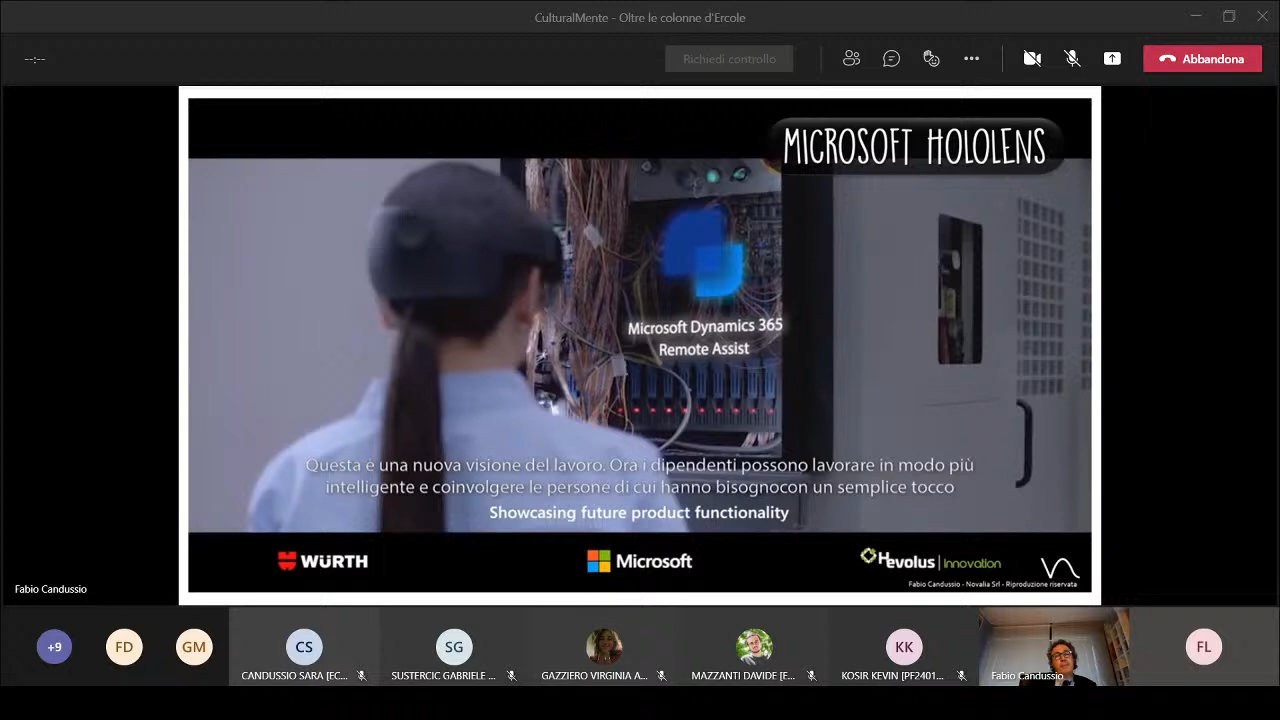 CulturalMente - Oltre le colonne d'Ercole
--:--
Richiedi controllo
Abbandona
MICROSOFT HOLOLENS
Microsoft Dynamics 365
Remote Assist
Questa è una nuova visione del lavoro. Ora i dipendenti possono lavorare in modo più
intelligente e coinvolgere le persone di cui hanno bisognocon un semplice tocco
Showcasing future product functionality
WÜRTH
Microsoft
Hevolus | Innovation
Fabio Candussio - Novalia Srl - Riproduzione riservata
Fabio Candussio
+9
FD
GM
CS
SG
KK
FL
CANDUSSIO SARA [EC...
SUSTERCIC GABRIELE ...
GAZZIERO VIRGINIA A...
MAZZANTI DAVIDE [E...
KOSIR KEVIN [PF2401...
Fabio Candussio